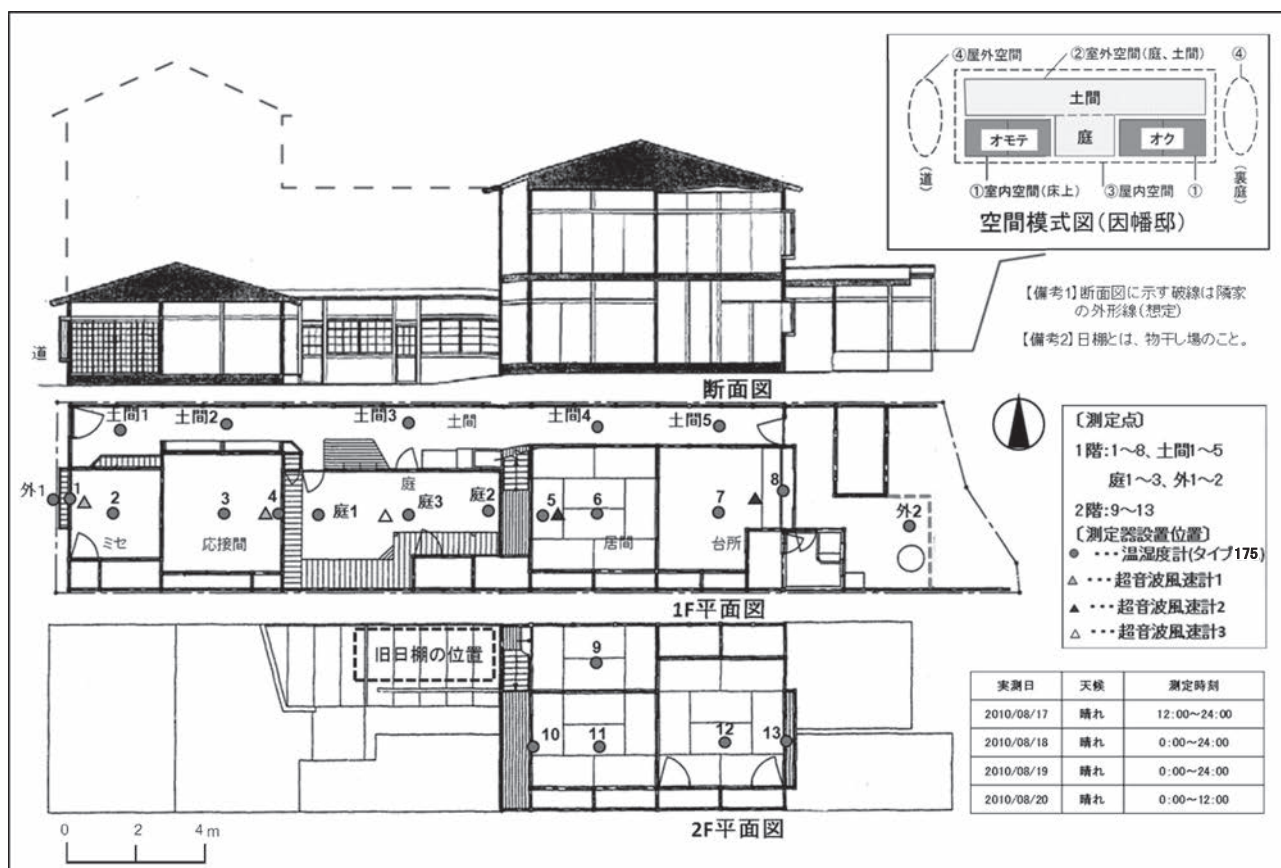 ④屋外空間
②室外空間(庭、土間)
④
土間
オモテ
庭
オク
(道)
(裏庭)
①室内空間(床上)
③屋内空間
①
空間模式図(因幡邸)
【備考1】断面図に示す破線は隣家
の外形線(想定)
【備考2】日棚とは、物干し場のこと。
道
断面図
土間1
土間2
土間3
土間
土間4
土間5
外1
1
2
3
4
庭1
庭
庭3
庭2
5
6
7
8
外2
ミセ
応接間
居間
台所
1F平面図
〔測定点〕
1階:1~8、土間1~5
庭1~3、外1~2
2階:9~13
〔測定器設置位置〕
● ・・・温湿度計(タイプ175)
▲ ・・・超音波風速計1
▲ ・・・超音波風速計2
△ ・・・超音波風速計3
旧日棚の位置
9
10
11
12
13
2F平面図
0 2 4m
実測日 天候 測定時刻
2010/08/17 晴れ 12:00~24:00
2010/08/18 晴れ 0:00~24:00
2010/08/19 晴れ 0:00~24:00
2010/08/20 晴れ 0:00~12:00